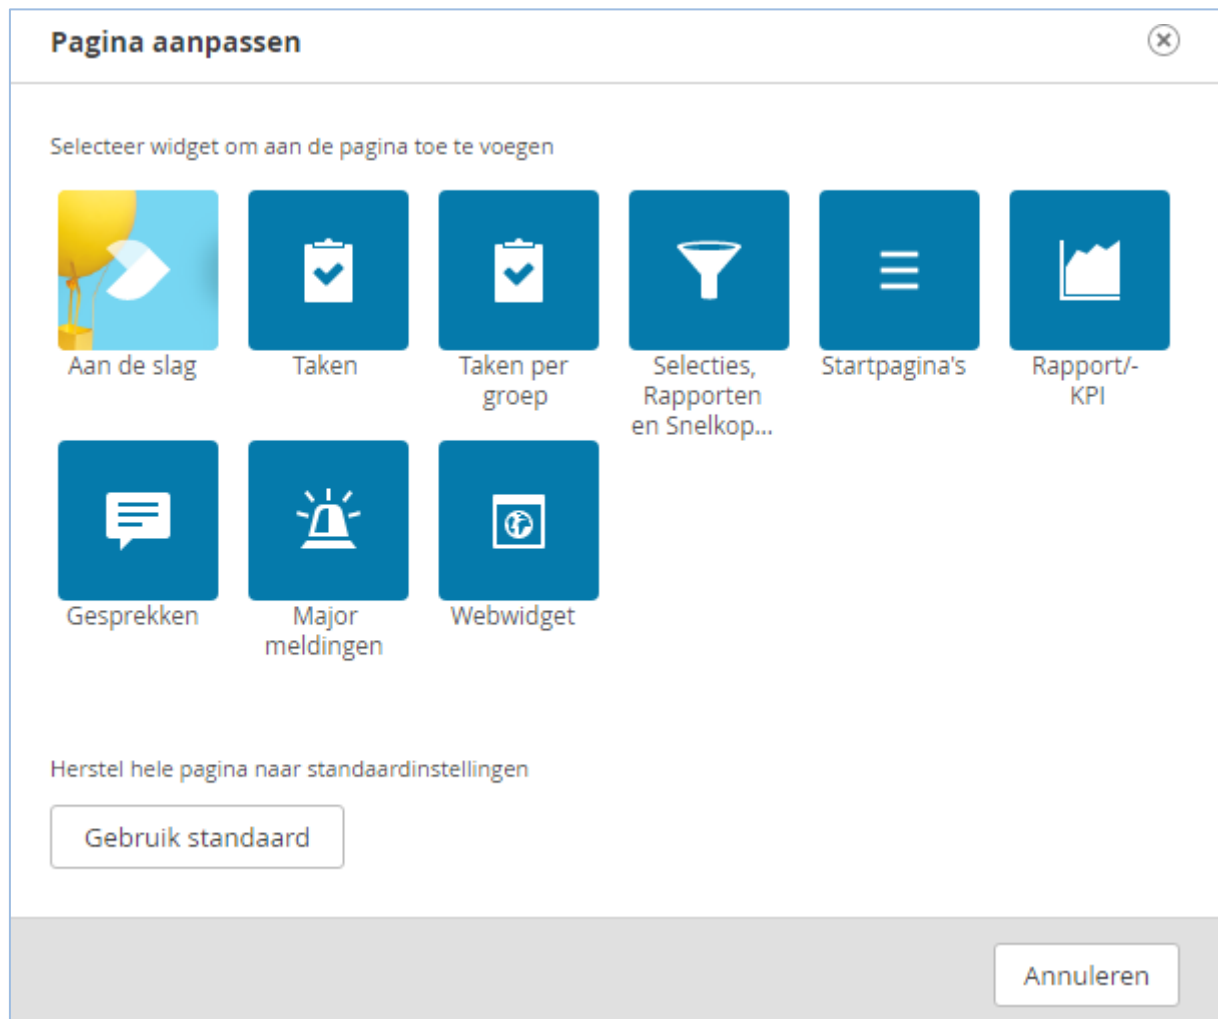 Pagina aanpassen
Selecteer widget om aan de pagina toe te voegen
Aan de slag
Taken
Taken per
groep
Selecties,
Rapporten
en Snelkop...
Startpagina's
Rapport/-
KPI
Gesprekken
Major
meldingen
Webwidget
Herstel hele pagina naar standaardinstellingen
Gebruik standaard
Annuleren